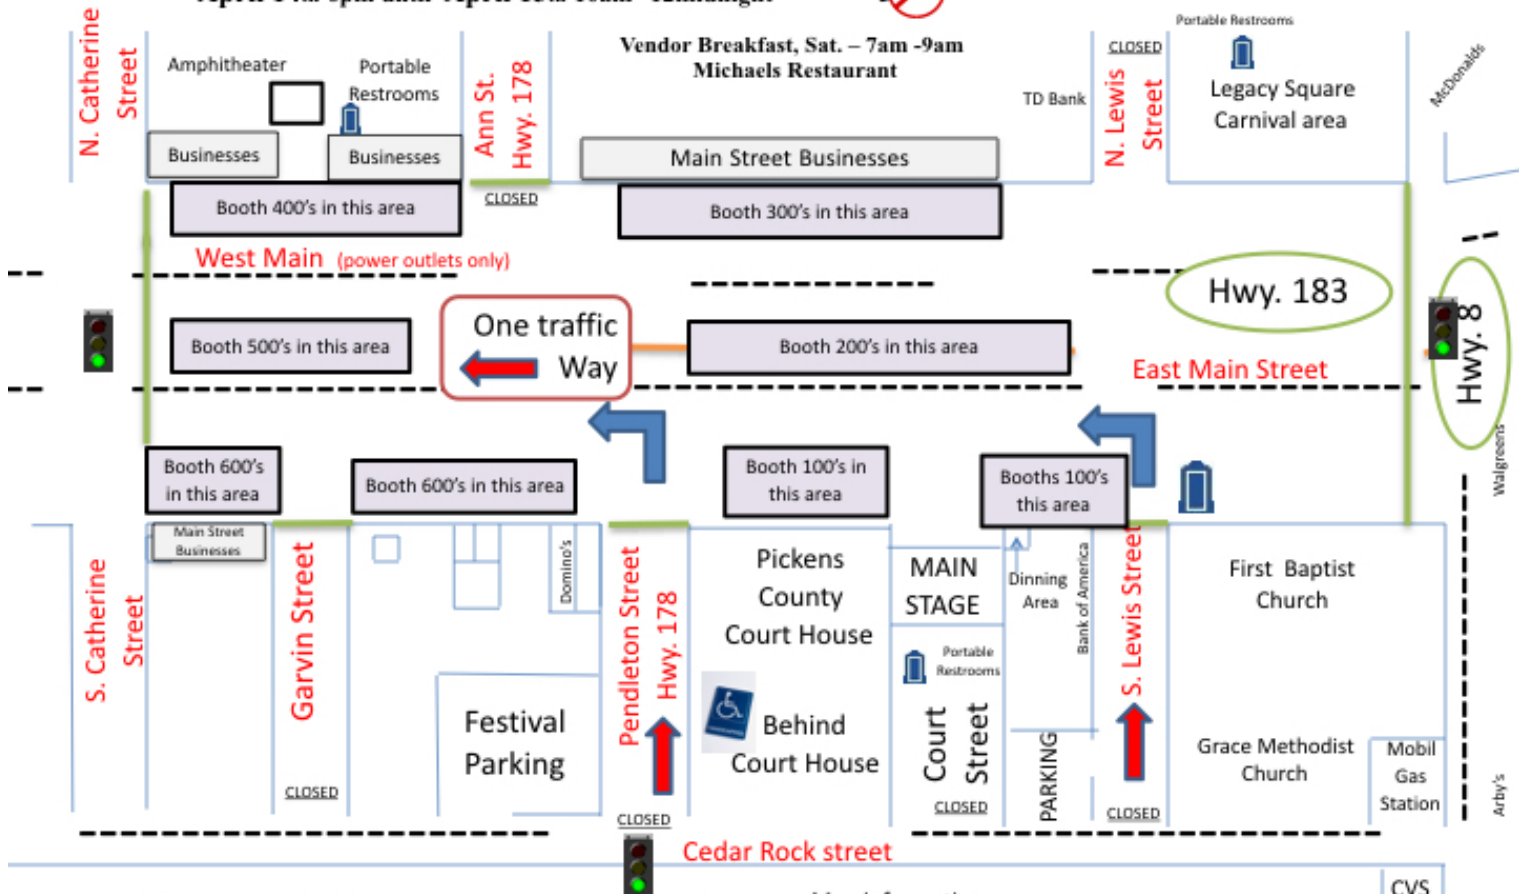 Vendor Breakfast, Sat. – 7am -9am
Michaels Restaurant
Portable Restrooms
N. Catherine
Street
Amphitheater
Portable
Restrooms
Ann St.
Hwy. 178
TD Bank
CLOSED
N. Lewis
Street
Legacy Square
Carnival area
McDonalds
Businesses
Businesses
Main Street Businesses
CLOSED
Booth 400's in this area
Booth 300's in this area
West Main (power outlets only)
Hwy. 183
Hwy. 8
Booth 500's in this area
One traffic
Way
Booth 200's in this area
East Main Street
Walgreens
Booth 600's
in this area
Booth 600's in this area
Booth 100's in
this area
Booths 100's
this area
Main Street
Businesses
S. Catherine
Street
Garvin Street
CLOSED
Domino's
Festival
Parking
Pendleton Street
Hwy. 178
CLOSED
Pickens
County
Court House
Behind
Court House
MAIN
STAGE
Portable
Restrooms
Court
Street
CLOSED
Dinning
Area
Bank of America
PARKING
S. Lewis Street
CLOSED
First Baptist
Church
Grace Methodist
Church
Mobil
Gas
Station
Arby's
Cedar Rock street
CVS